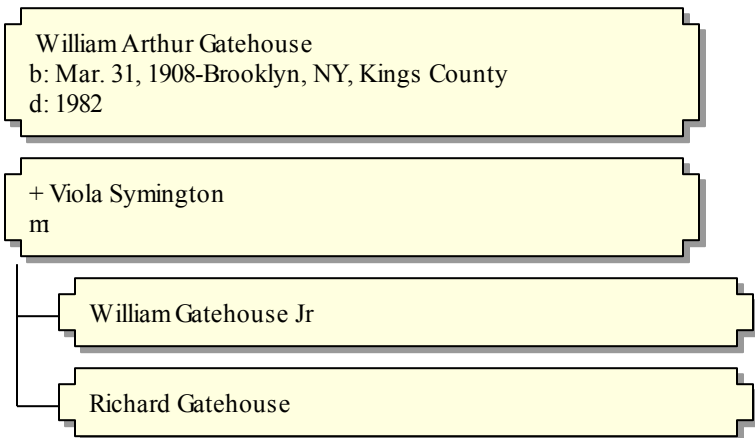 William Arthur Gatehouse
b: Mar. 31, 1908-Brooklyn, NY, Kings County
d: 1982
+ Viola Symington
m
William Gatehouse Jr
Richard Gatehouse